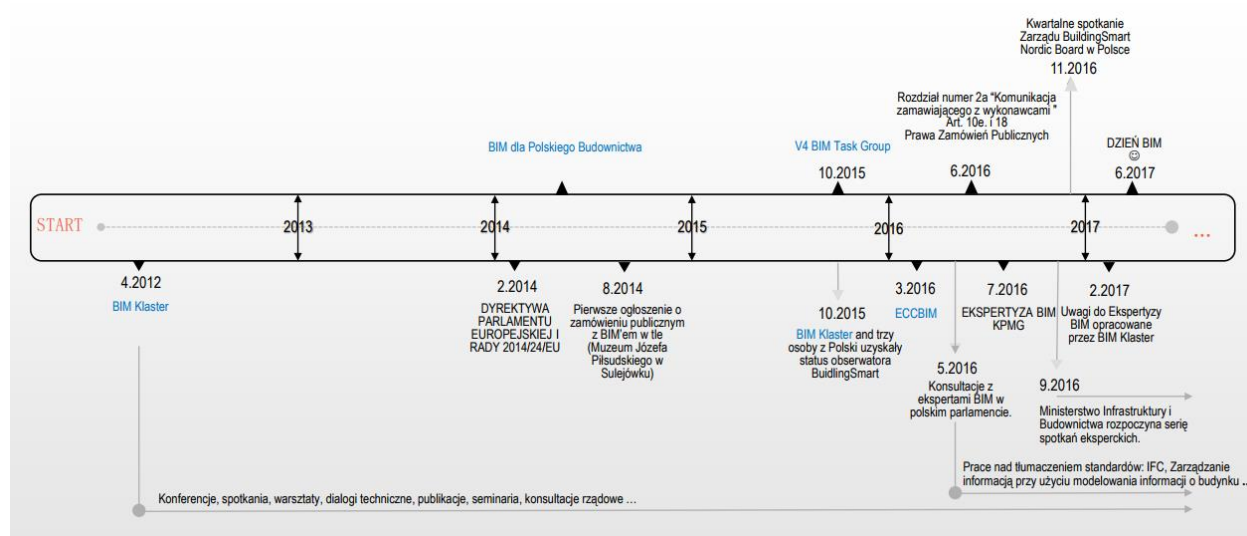 Kwartalne spotkanie
Zarządu BuildingSmart
Nordic Board w Polsce
11.2016
Rozdział numer 2a "Komunikacja
zamawiającego z wykonawcami "
Art. 10e. i 18
Prawa Zamówień Publicznych
BIM dla Polskiego Budownictwa
V4 BIM Task Group
DZIEŃ BIM
☺
10.2015
6.2016
6.2017
START
2013
2014
2015
2016
2017
...
4.2012
BIM Klaster
2.2014
DYREKTYWA
PARLAMENTU
EUROPEJSKIEJ I
RADY 2014/24/EU
8.2014
Pierwsze ogłoszenie o
zamówieniu publicznym
z BIM'em w tle
(Muzeum Józefa
Piłsudskiego w
Sulejówku)
10.2015
BIM Klaster and trzy
osoby z Polski uzyskały
status obserwatora
BuidlingSmart
3.2016
ECCBIM
7.2016
EKSPERTYZA BIM
KPMG
2.2017
Uwagi do Ekspertyzy
BIM opracowane
przez BIM Klaster
5.2016
Konsultacje z
ekspertami BIM w
polskim parlamencie.
9.2016
Ministerstwo Infrastruktury i
Budownictwa rozpoczyna serię
spotkań eksperckich.
Prace nad tłumaczeniem standardów: IFC, Zarządzanie
informacją przy użyciu modelowania informacji o budynku ..
Konferencje, spotkania, warsztaty, dialogi techniczne, publikacje, seminaria, konsultacje rządowe ...